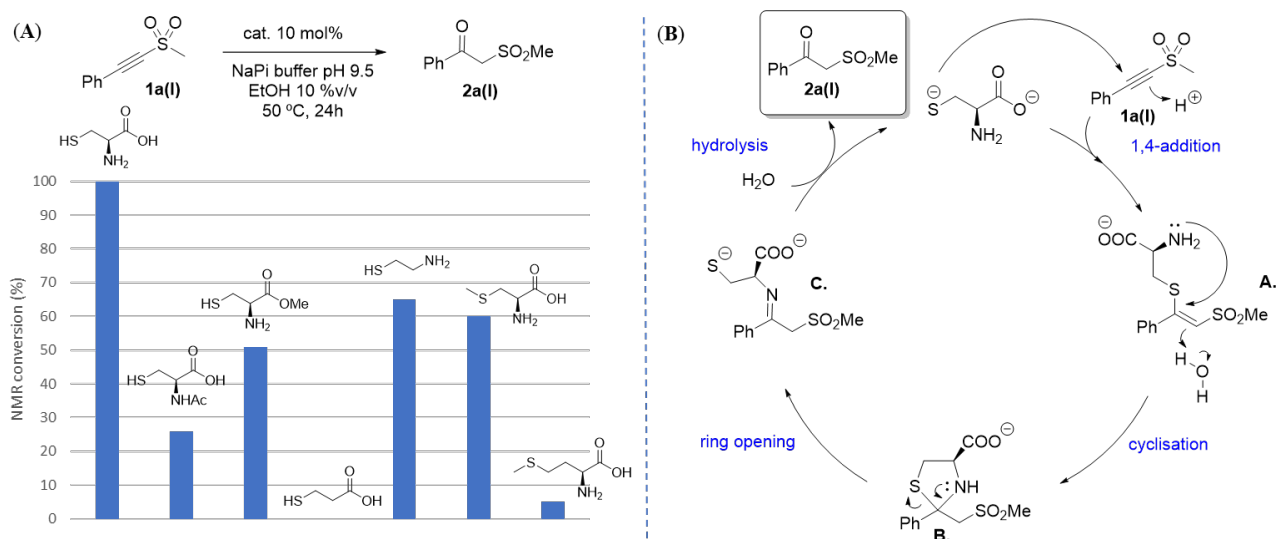 (A)
O O
S
Ph
1a(I)
cat. 10 mol%
NaPi buffer pH 9.5
EtOH 10 %v/v
50 ºC, 24h
O
Ph
SO2Me
2a(I)
HS
O
OH
NH2
NMR conversion (%)
100
90
80
70
60
50
40
30
20
10
0
HS
O
OH
NHAc
HS
O
OMe
NH2
HS
O
OH
HS
NH2
S
O
OH
NH2
S
O
OH
NH2
(B)
O
Ph
SO2Me
2a(I)
S
O
O
NH2
O O
S
Ph
1a(I)
H
1,4-addition
OOC
NH2
S
Ph
SO2Me
A.
H
O
H
cyclisation
COO
S
NH
Ph
SO2Me
B.
ring opening
S
COO
N
Ph
SO2Me
C.
H2O
hydrolysis